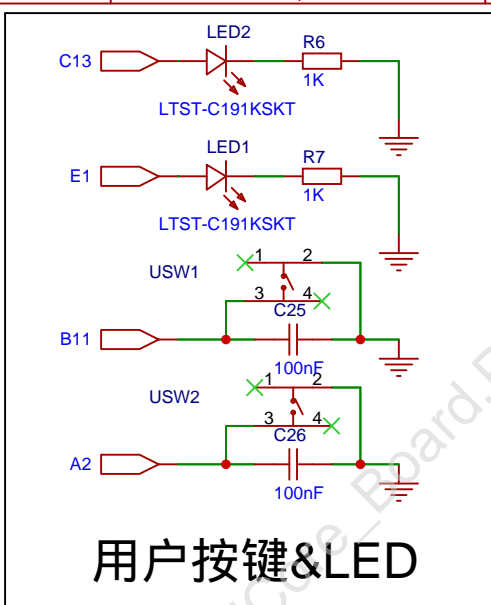 LED2
C13
R6
1K
LTST-C191KSKT
LED1
E1
R7
1K
LTST-C191KSKT
USW1
1
2
3
4
C25
B11
100nF
USW2
1
2
3
4
C26
A2
100nF
用户按键&LED